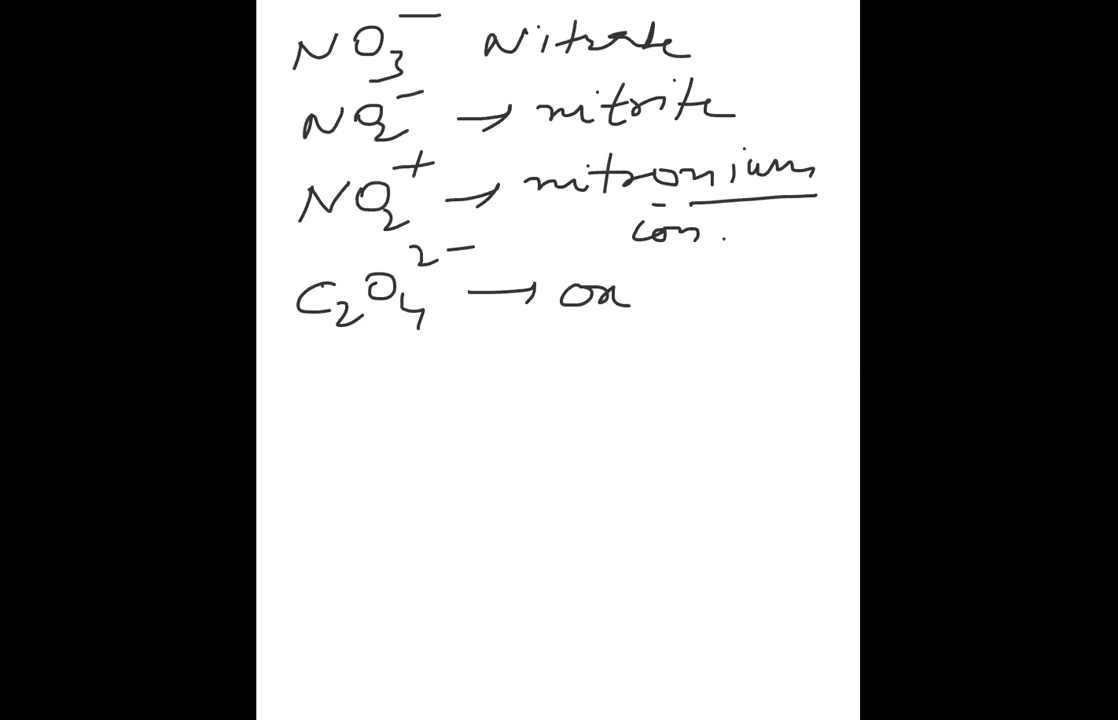 NO₃⁻ Nitrate
NO₂⁻ → nitrite
NO₂⁺ → nitronium
ion.
C₂O₄²⁻ → ox